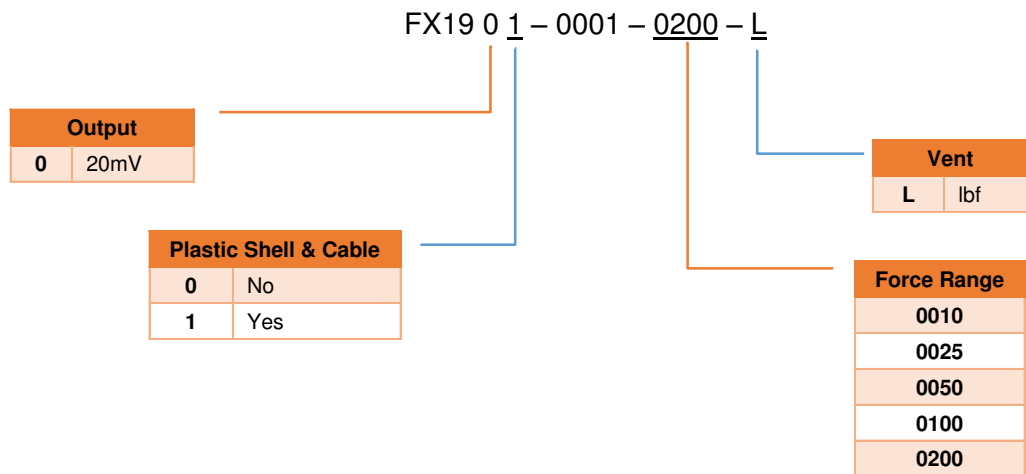 FX19 0 1 – 0001 – 0200 – L
Output
0 20mV
Plastic Shell & Cable
0 No
1 Yes
Vent
L lbf
Force Range
0010
0025
0050
0100
0200